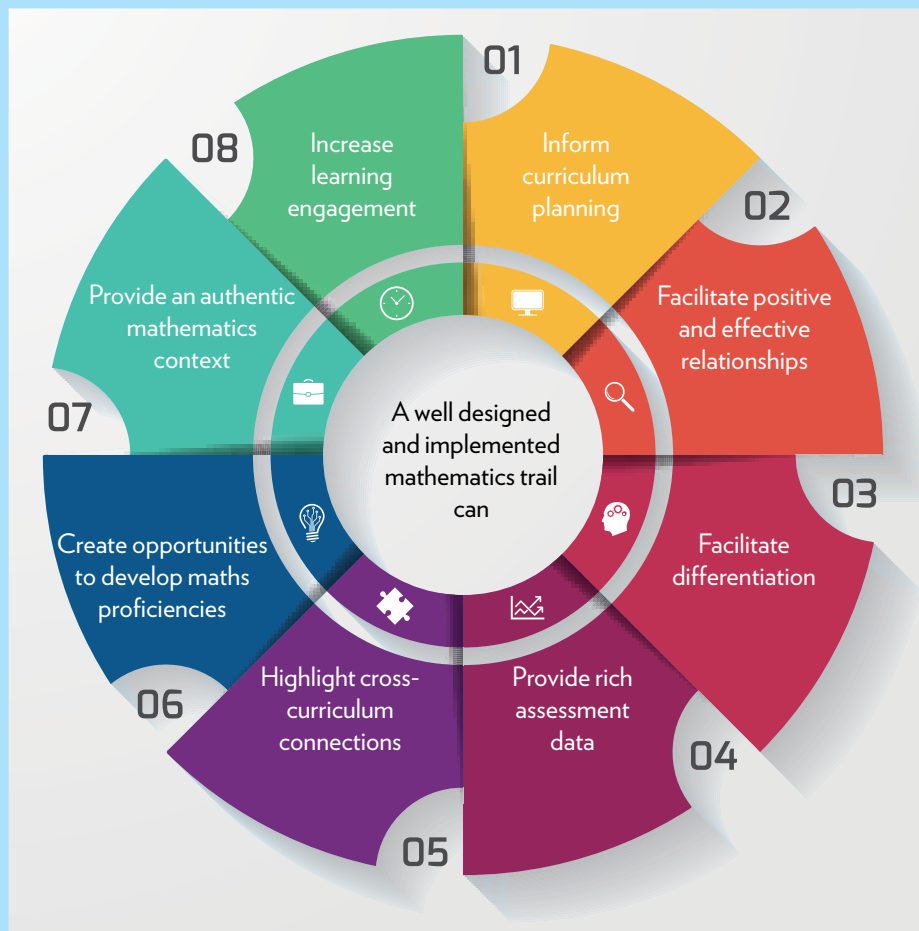 A well designed
and implemented
mathematics trail
can
01
Inform
curriculum
planning
02
Facilitate positive
and effective
relationships
03
Facilitate
differentiation
04
Provide rich
assessment
data
05
Highlight cross-
curriculum
connections
06
Create opportunities
to develop maths
proficiencies
07
Provide an authentic
mathematics
context
08
Increase
learning
engagement